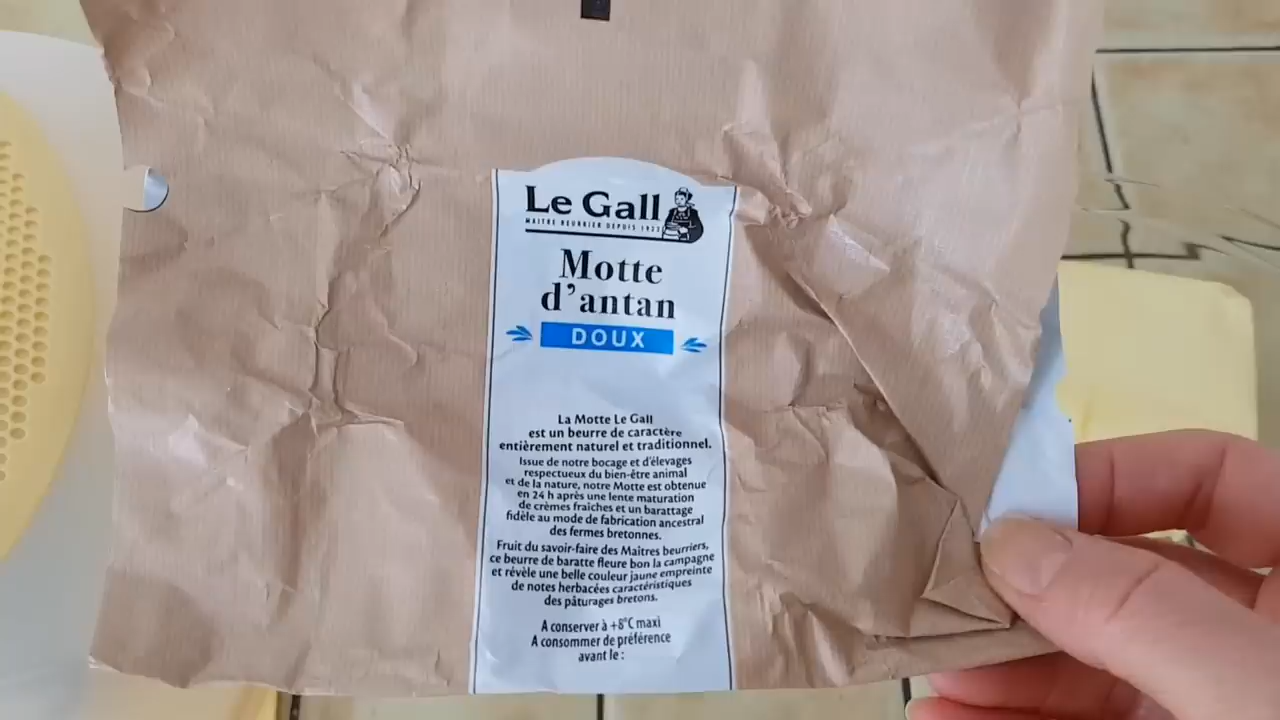 Le Gall
MAITRE BEURRIER DEPUIS 1923
Motte
d'antan
DOUX
La Motte Le Gall
est un beurre de caractère
entièrement naturel et traditionnel.
Issue de notre bocage et d'élevages
respectueux du bien-être animal
et de la nature, notre Motte est obtenue
en 24 h après une lente maturation
de crèmes fraîches et un barattage
fidèle au mode de fabrication ancestral
des fermes bretonnes.
Fruit du savoir-faire des Maîtres beurriers,
ce beurre de baratte fleure bon la campagne
et révèle une belle couleur jaune empreinte
de notes herbacées caractéristiques
des pâturages bretons.
A conserver à +8°C maxi
A consommer de préférence
avant le :